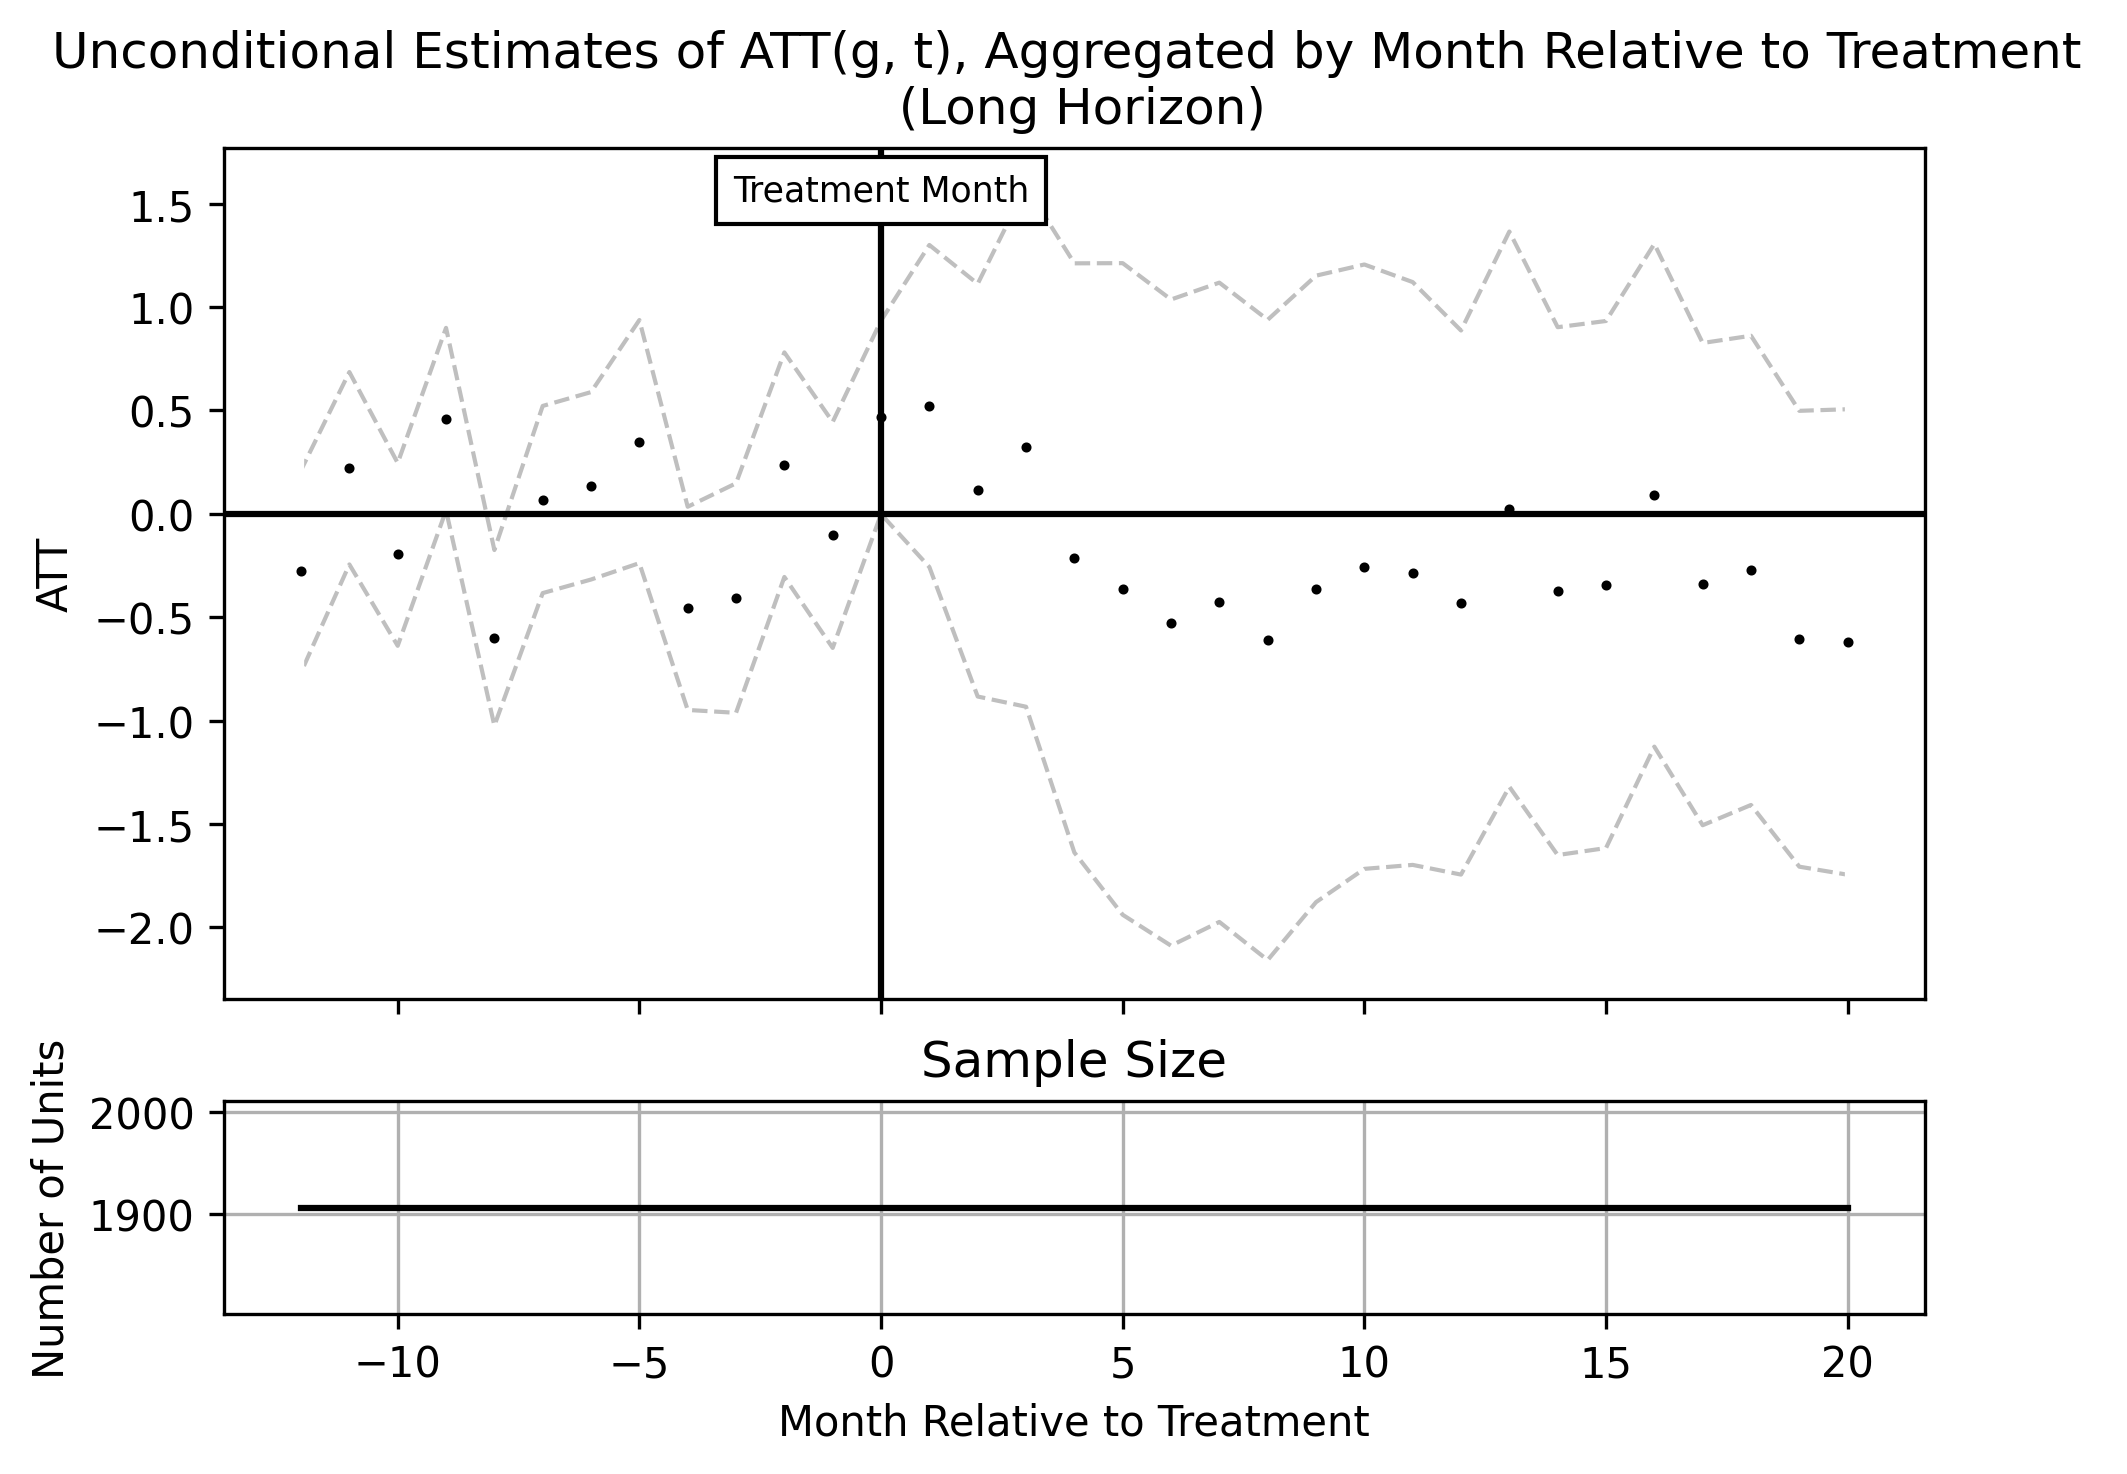 Unconditional Estimates of ATT(g, t), Aggregated by Month Relative to Treatment
(Long Horizon)
Treatment Month
ATT
1.5
1.0
0.5
0.0
−0.5
−1.0
−1.5
−2.0
Sample Size
Number of Units
2000
1900
−10 −5 0 5 10 15 20
Month Relative to Treatment